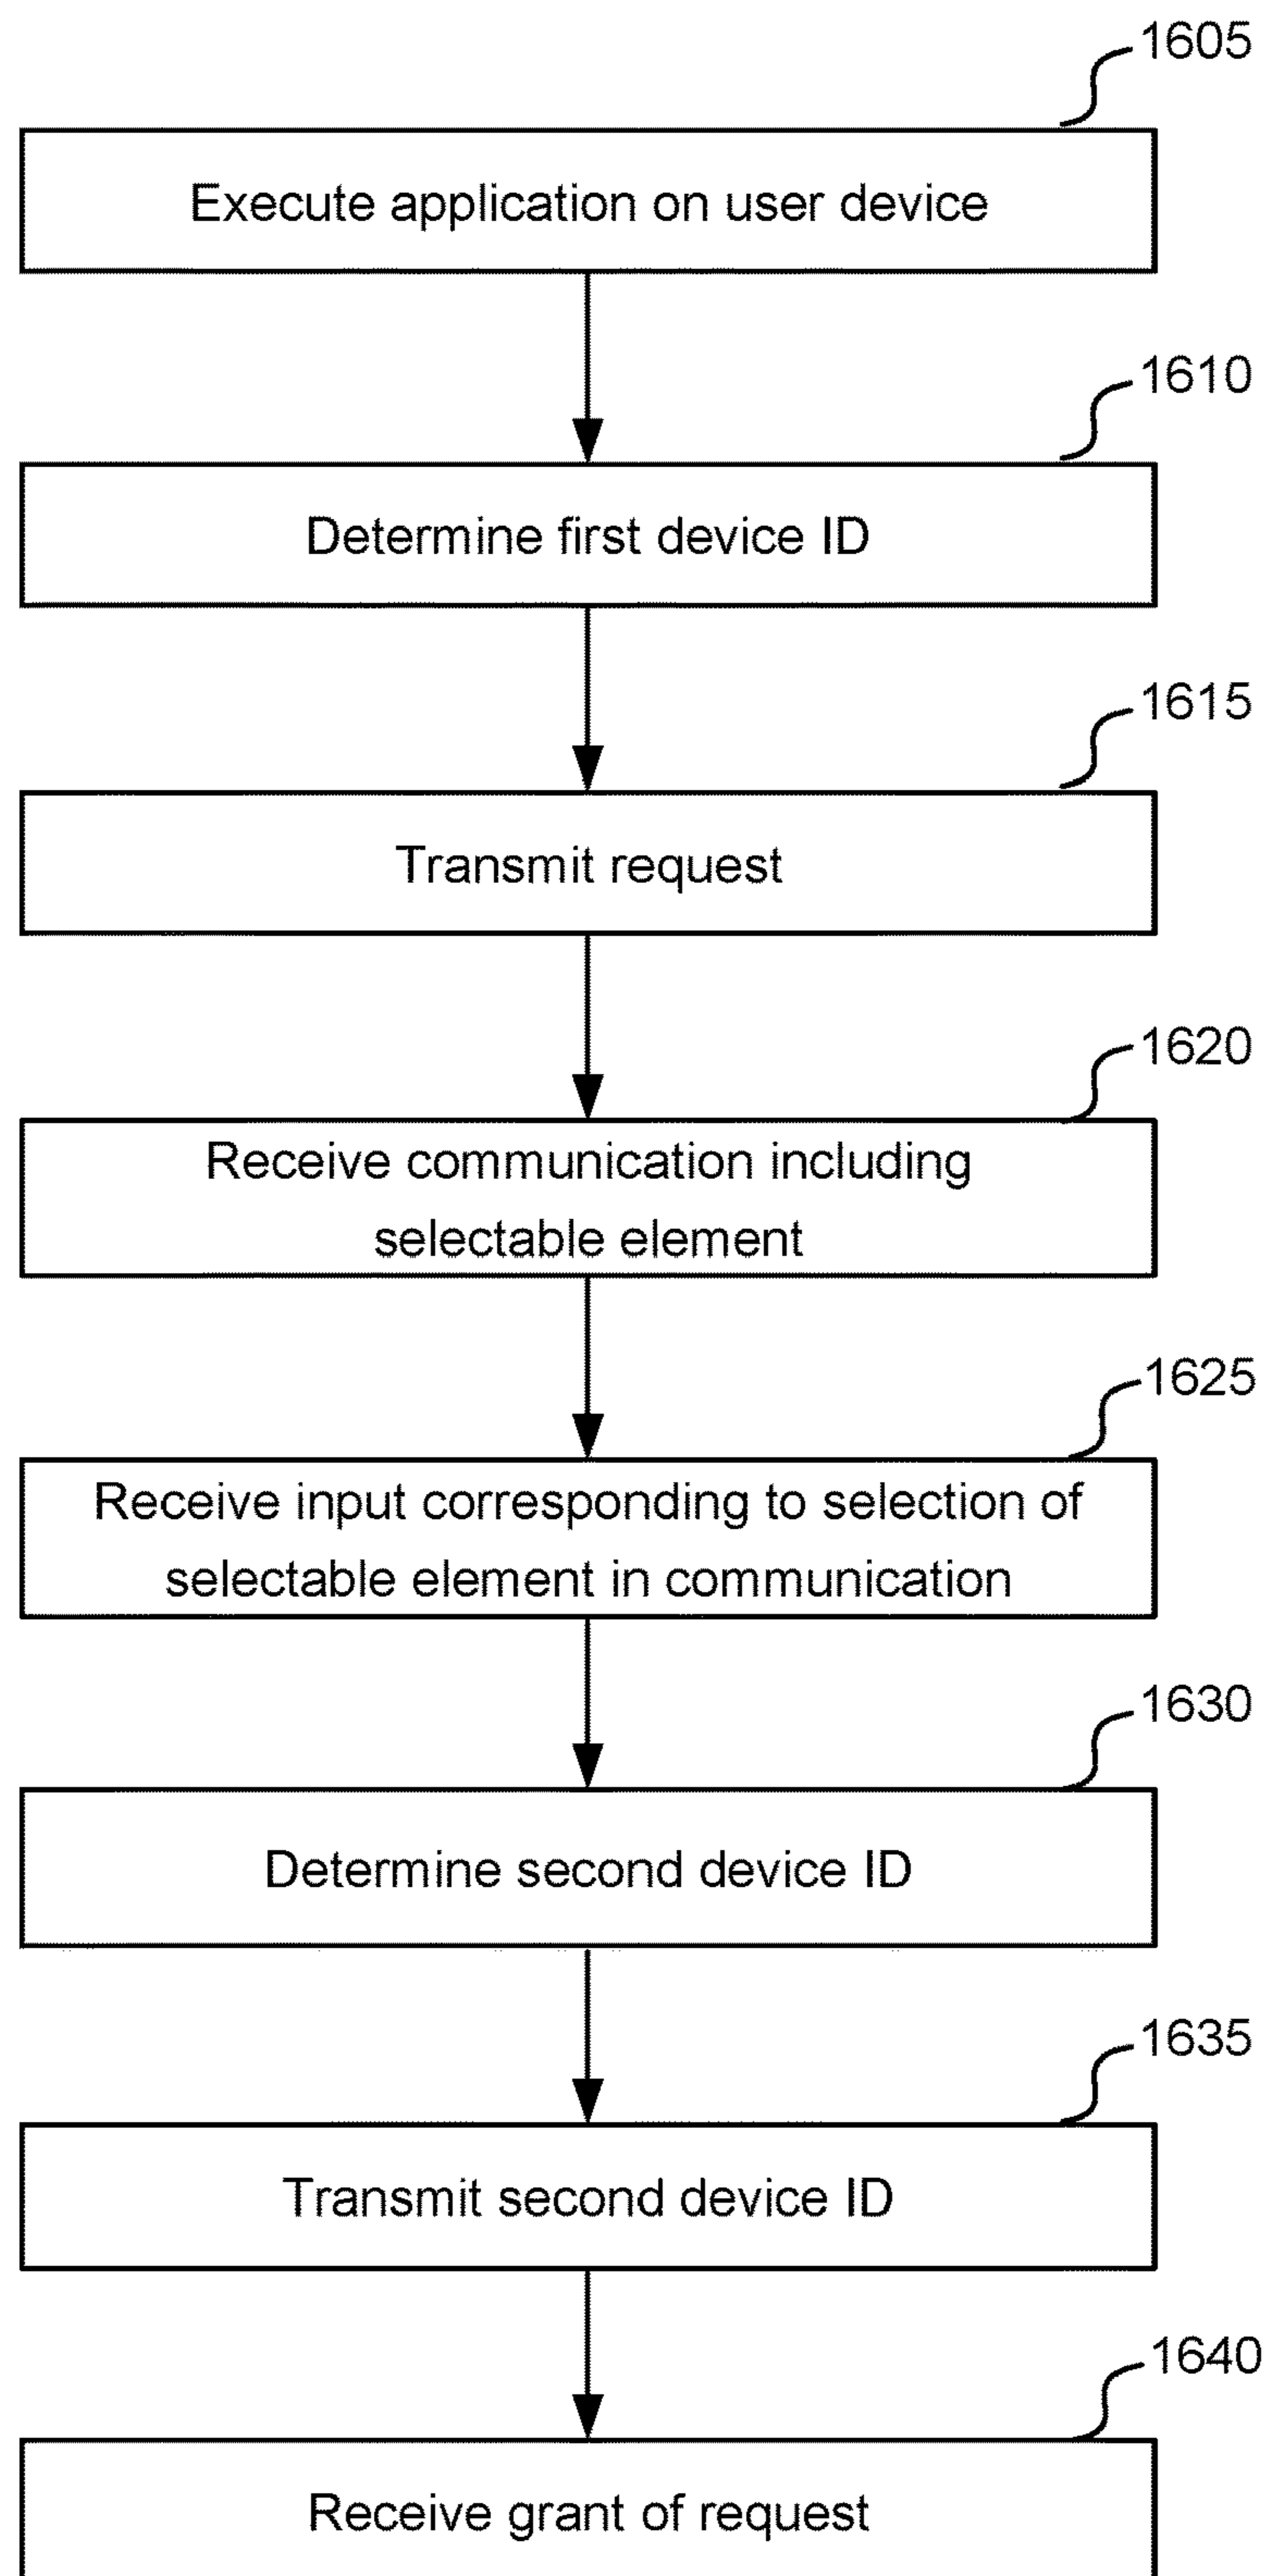 1605
Execute application on user device
1610
Determine first device ID
1615
Transmit request
1620
Receive communication including
selectable element
1625
Receive input corresponding to selection of
selectable element in communication
1630
Determine second device ID
1635
Transmit second device ID
1640
Receive grant of request